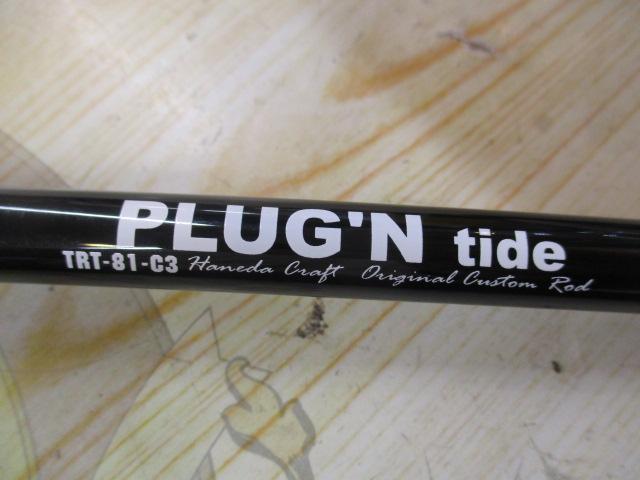 PLUG'N tide
TRT-81-C3 Haneda Craft Original Custom Rod